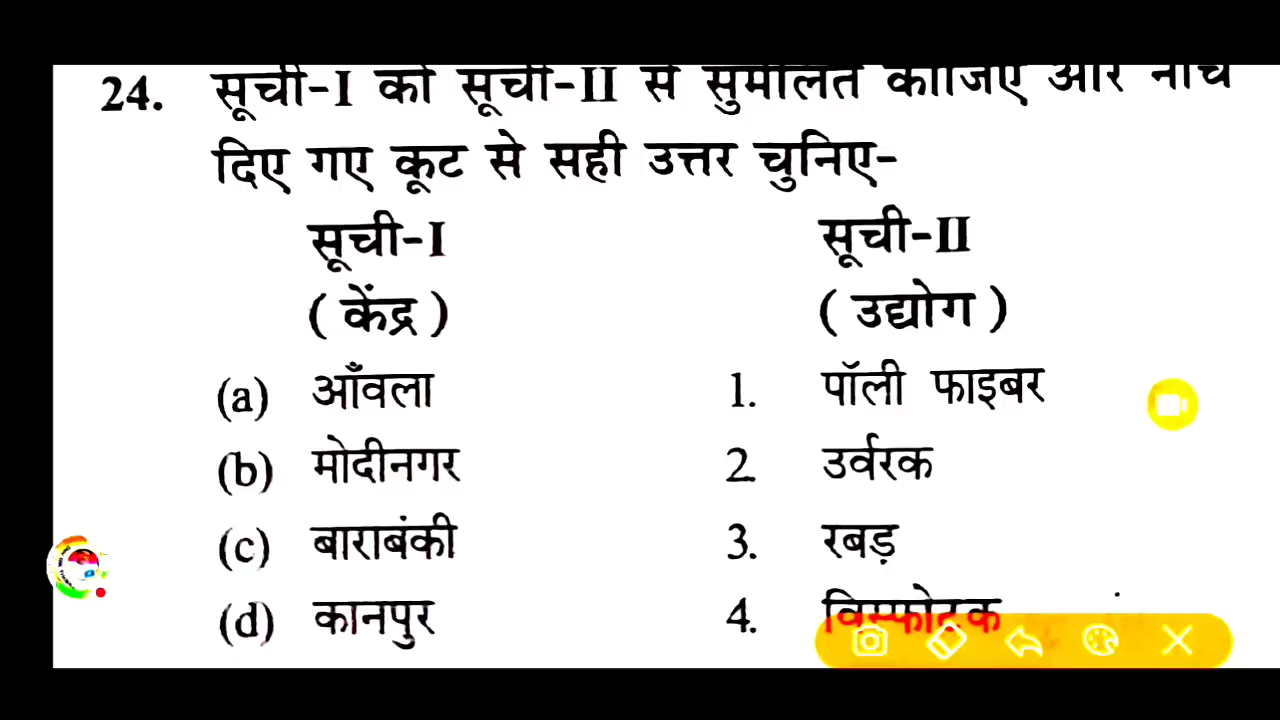 24. सूची-I को सूची-II से सुमेलित कीजिए और नीचे
दिए गए कूट से सही उत्तर चुनिए-
सूची-I सूची-II
( केंद्र ) ( उद्योग )
(a) आँवला 1. पॉली फाइबर
(b) मोदीनगर 2. उर्वरक
(c) बाराबंकी 3. रबड़
(d) कानपुर 4. विस्फोटक